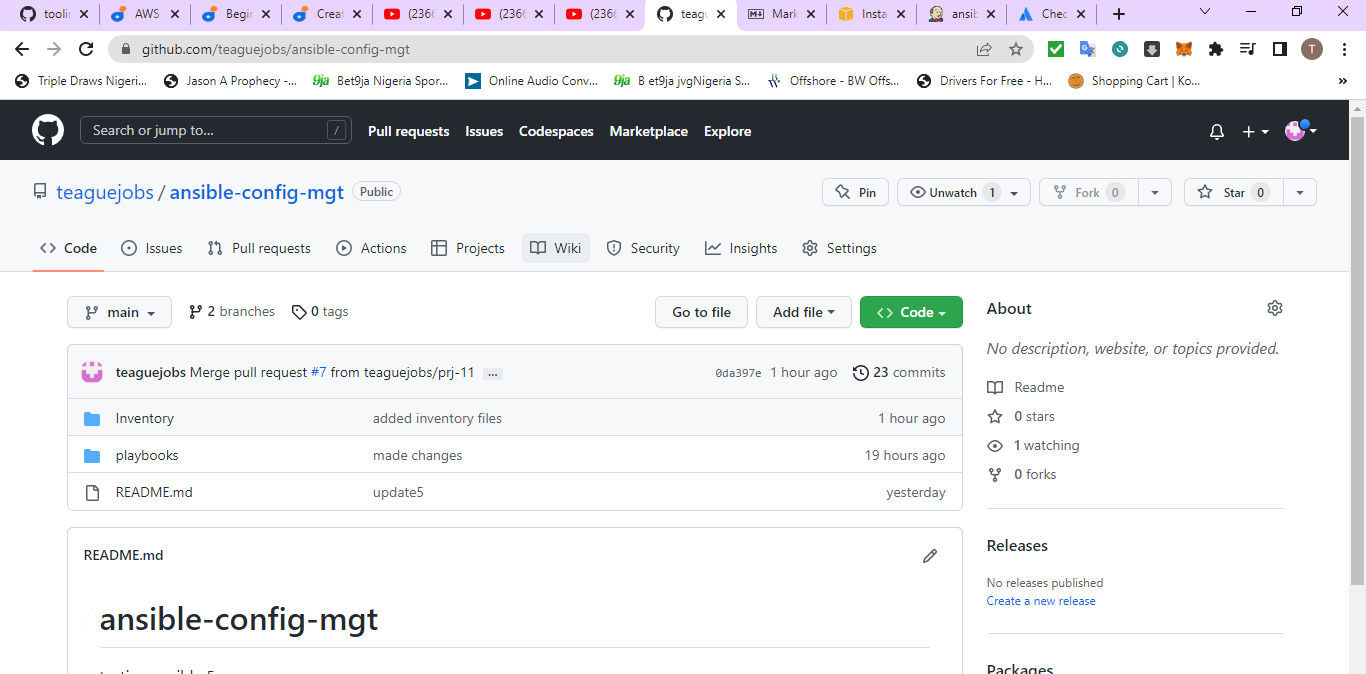 toolin AWS Begin Creat (236 (236 (236 teagu Mark Insta ansib Chec
github.com/teaguejobs/ansible-config-mgt T
Triple Draws Nigeri... Jason A Prophecy -... 9ja Bet9ja Nigeria Spor... Online Audio Conv... 9ja B et9ja jvgNigeria S... Offshore - BW Offs... Drivers For Free - H... Shopping Cart | Ko... »
Search or jump to... / Pull requests Issues Codespaces Marketplace Explore
teaguejobs / ansible-config-mgt Public Pin Unwatch 1 Fork 0 Star 0
Code Issues Pull requests Actions Projects Wiki Security Insights Settings
main 2 branches 0 tags Go to file Add file Code
About
No description, website, or topics provided.
teaguejobs Merge pull request #7 from teaguejobs/prj-11 ... 0da397e 1 hour ago 23 commits
Inventory added inventory files 1 hour ago
playbooks made changes 19 hours ago
README.md update5 yesterday
Readme
0 stars
1 watching
0 forks
README.md
ansible-config-mgt
Releases
No releases published
Create a new release
Packages